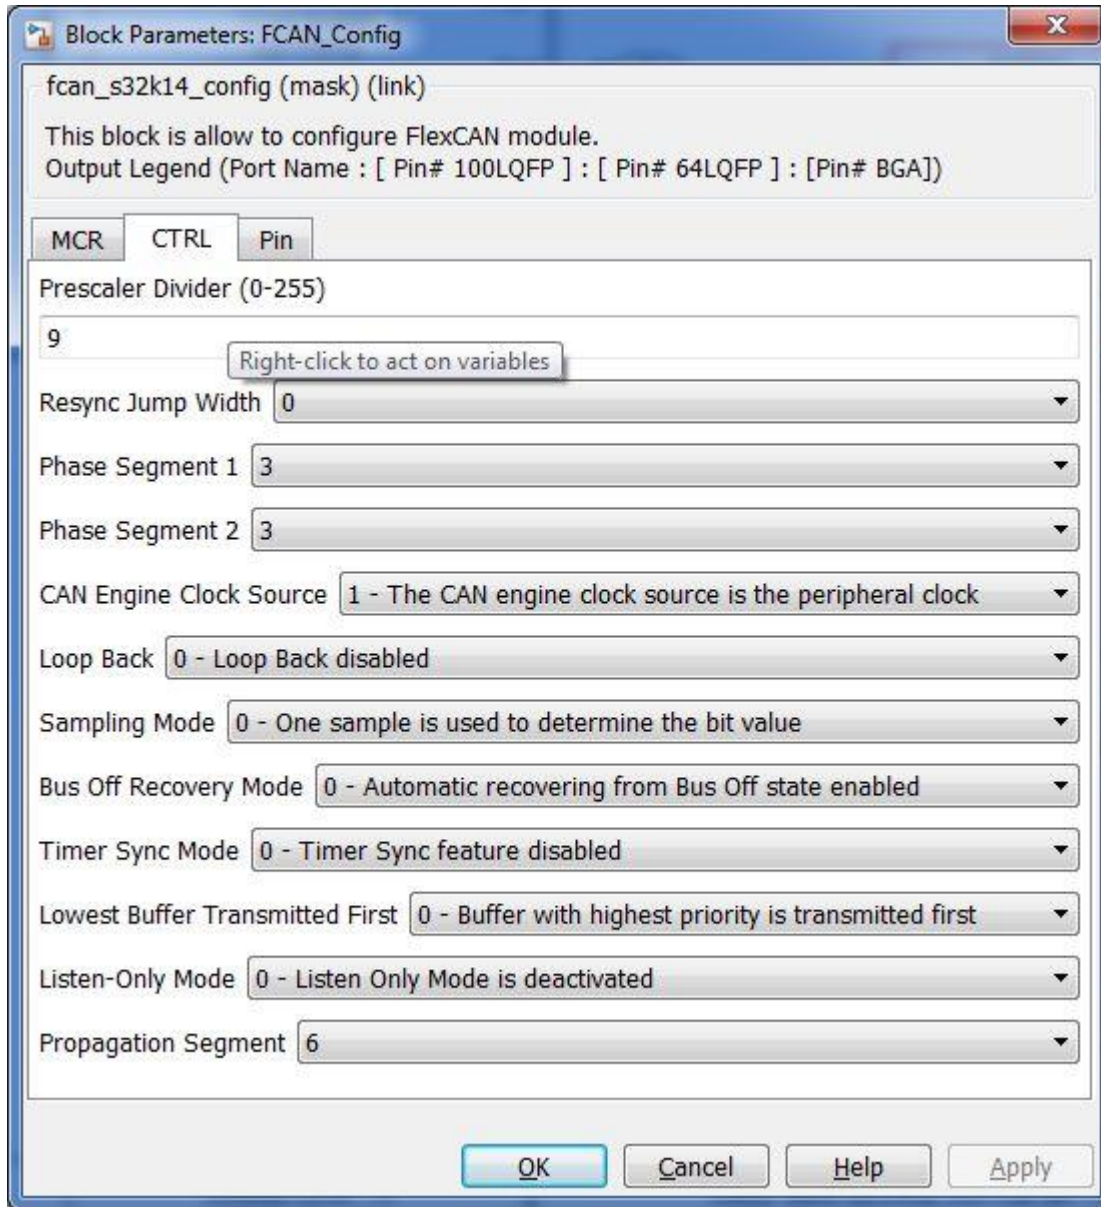 Block Parameters: FCAN_Config
fcan_s32k14_config (mask) (link)
This block is allow to configure FlexCAN module.
Output Legend (Port Name : [ Pin# 100LQFP ] : [ Pin# 64LQFP ] : [Pin# BGA])
MCR CTRL Pin
Prescaler Divider (0-255)
9
Right-click to act on variables
Resync Jump Width 0
Phase Segment 1 3
Phase Segment 2 3
CAN Engine Clock Source 1 - The CAN engine clock source is the peripheral clock
Loop Back 0 - Loop Back disabled
Sampling Mode 0 - One sample is used to determine the bit value
Bus Off Recovery Mode 0 - Automatic recovering from Bus Off state enabled
Timer Sync Mode 0 - Timer Sync feature disabled
Lowest Buffer Transmitted First 0 - Buffer with highest priority is transmitted first
Listen-Only Mode 0 - Listen Only Mode is deactivated
Propagation Segment 6
OK Cancel Help Apply